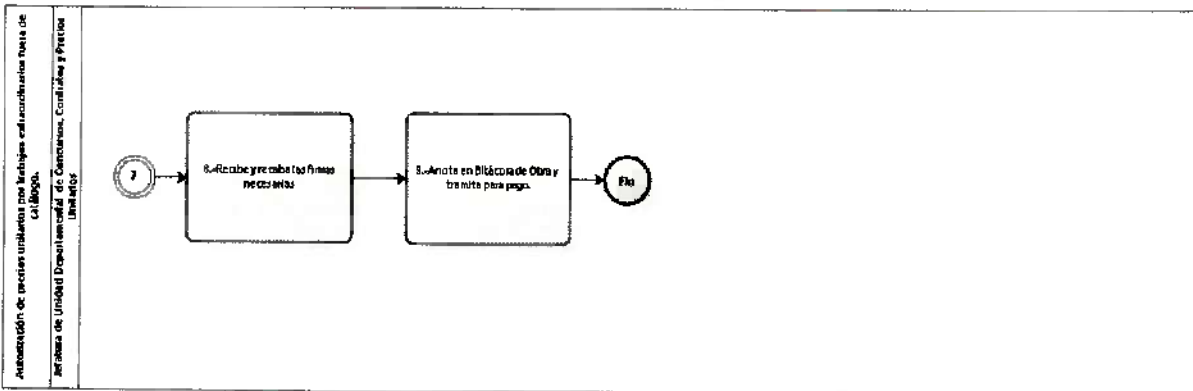 Autorización de precios unitarios por trabajos extraordinarios fuera de
catálogo.
Jefatura de Unidad Departamental de Concursos, Contratos y Precios
Unitarios
8.-Recibe y recaba las firmas
necesarias
9.-Anota en Bitácora de Obra y
tramita para pago.
Fin